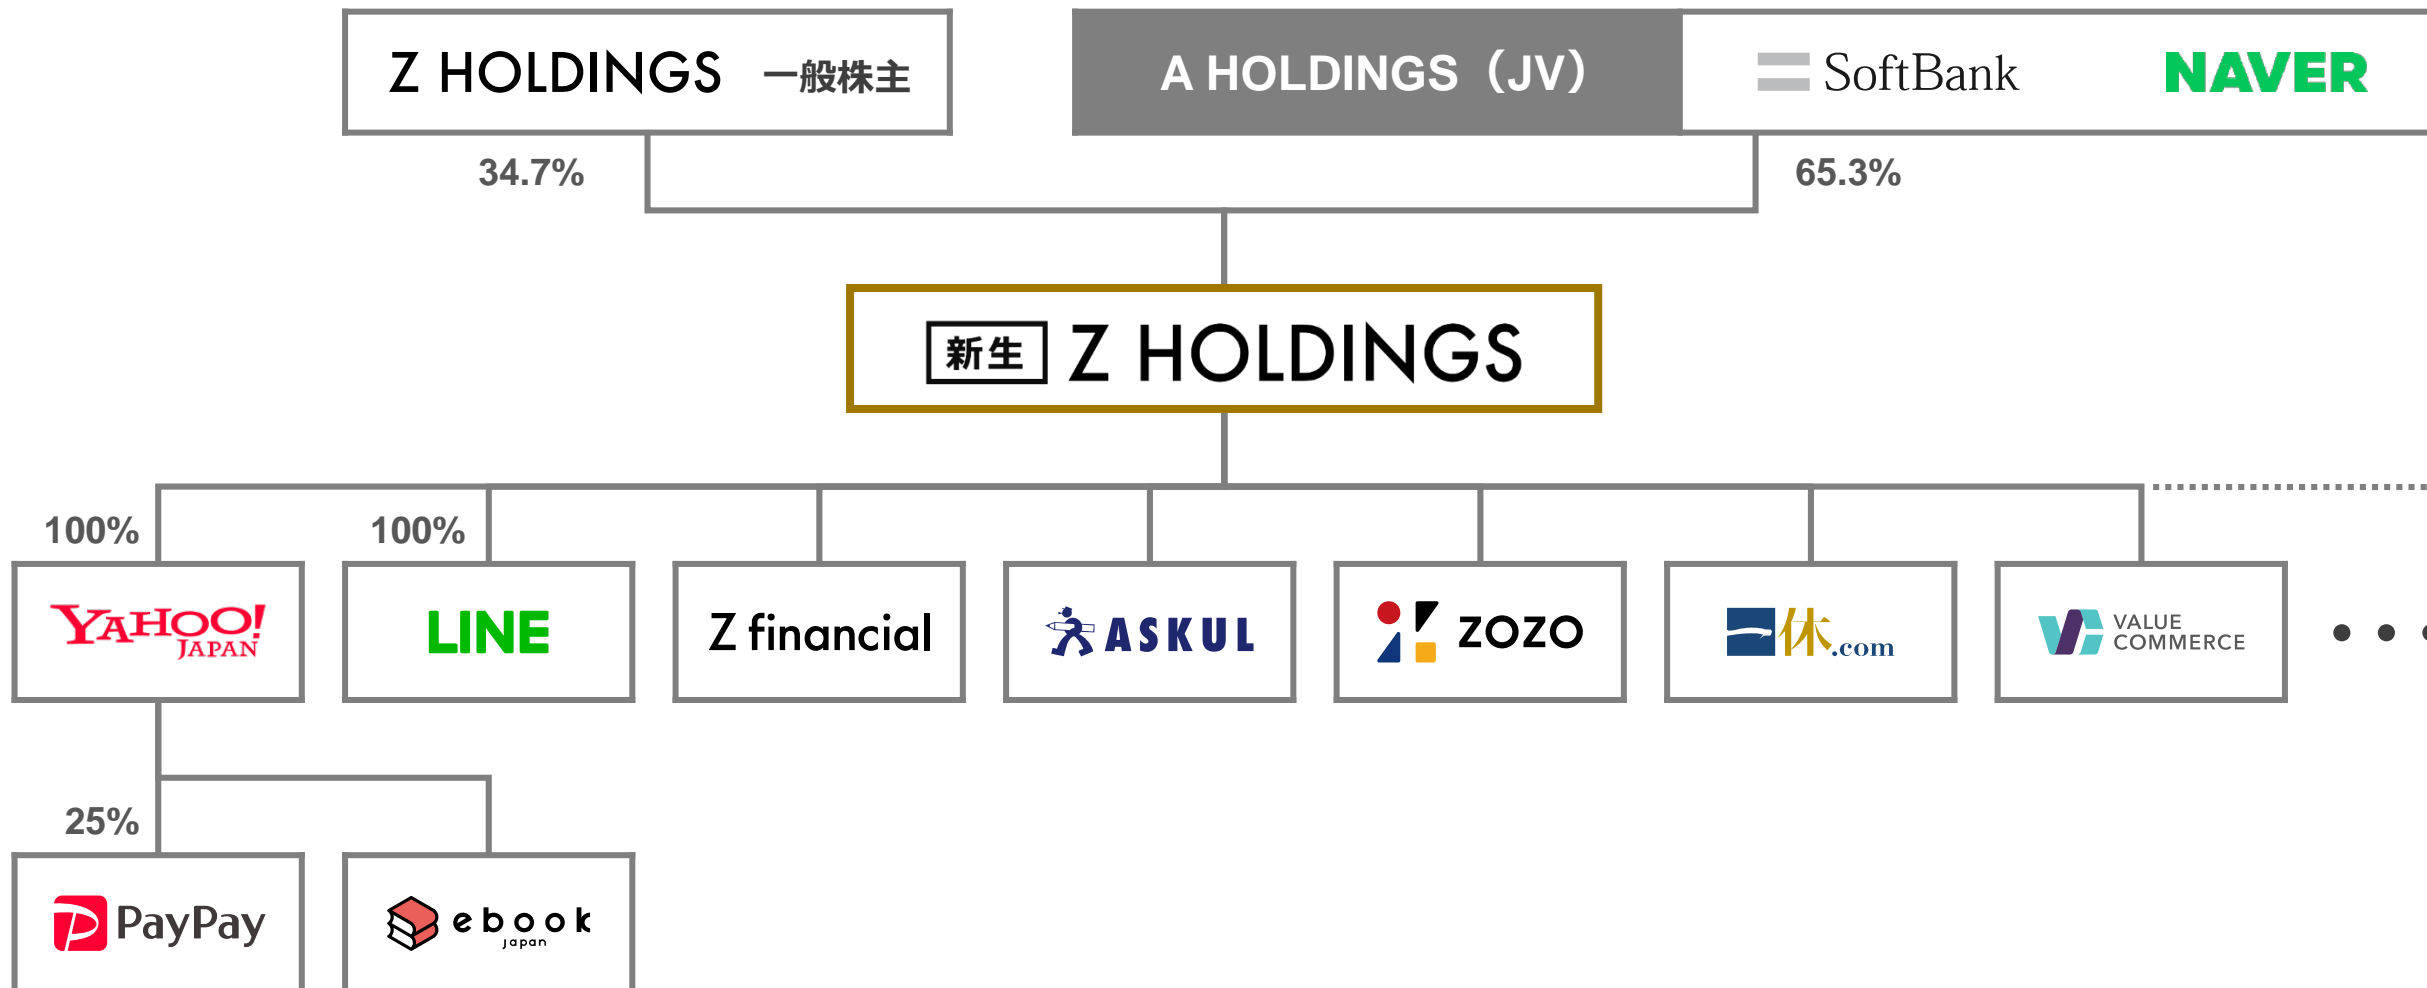 Z HOLDINGS 一般株主
A HOLDINGS（JV）
SoftBank
NAVER
34.7%
65.3%
新生 Z HOLDINGS
100%
100%
YAHOO!
JAPAN
LINE
Z financial
ASKUL
ZOZO
一休.com
VALUE
COMMERCE
25%
PayPay
ebook
japan